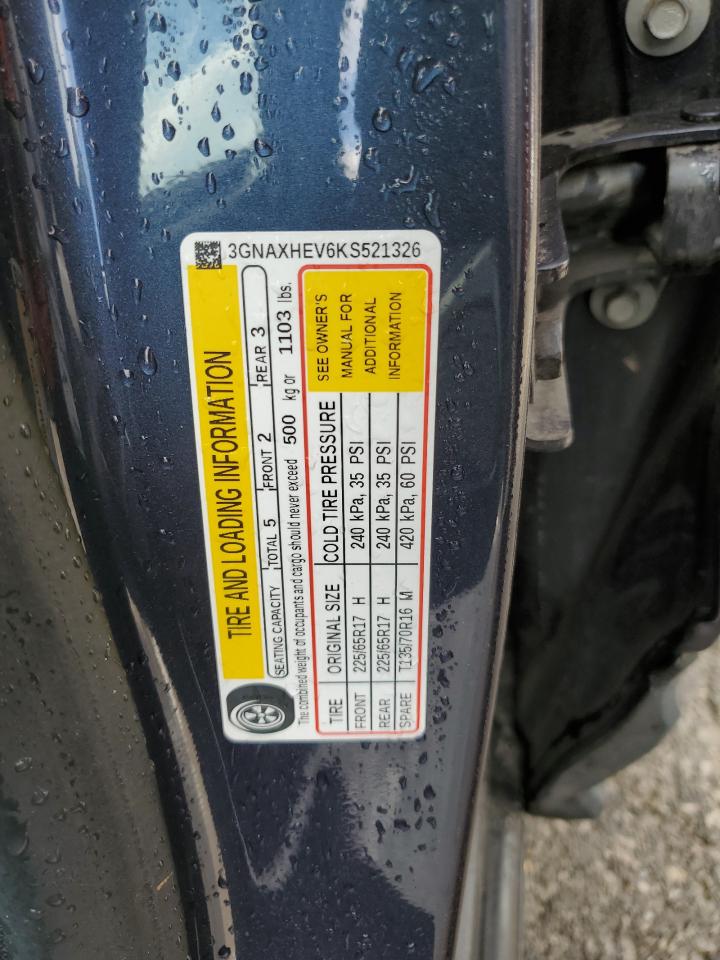 3GNAXHEV6KS521326
TIRE AND LOADING INFORMATION
SEATING CAPACITY TOTAL 5 FRONT 2 REAR 3
The combined weight of occupants and cargo should never exceed 500 kg or 1103 lbs.
TIRE ORIGINAL SIZE COLD TIRE PRESSURE
FRONT 225/65R17 H 240 kPa, 35 PSI
REAR 225/65R17 H 240 kPa, 35 PSI
SPARE T135/70R16 M 420 kPa, 60 PSI
SEE OWNER'S
MANUAL FOR
ADDITIONAL
INFORMATION